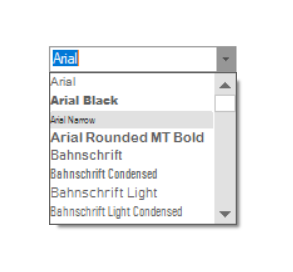 Arial
Arial
Arial Black
Arial Narrow
Arial Rounded MT Bold
Bahnschrift
Bahnschrift Condensed
Bahnschrift Light
Bahnschrift Light Condensed